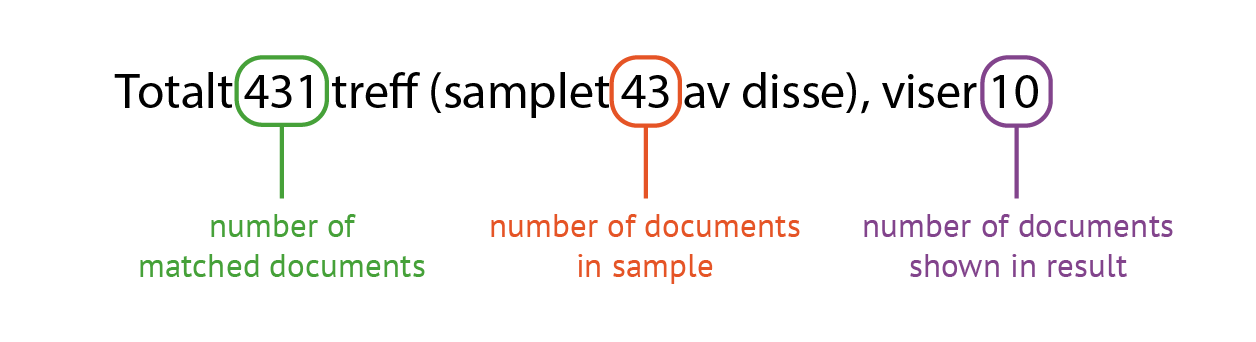 Totalt 431 treff (samplet 43 av disse), viser 10
number of
matched documents
number of documents
in sample
number of documents
shown in result